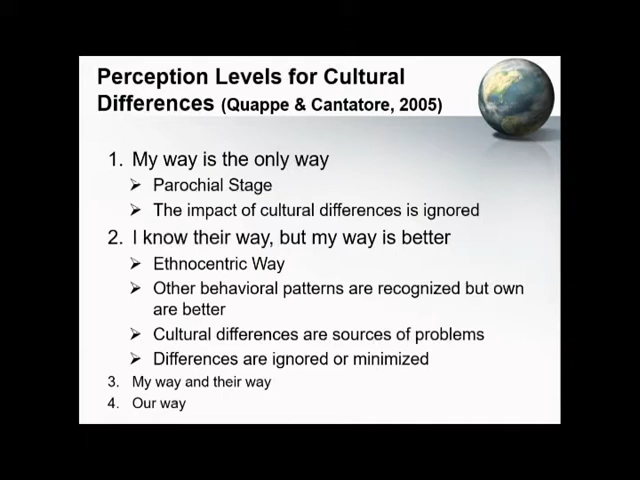 Perception Levels for Cultural
Differences (Quappe & Cantatore, 2005)
1. My way is the only way
➢ Parochial Stage
➢ The impact of cultural differences is ignored
2. I know their way, but my way is better
➢ Ethnocentric Way
➢ Other behavioral patterns are recognized but own
are better
➢ Cultural differences are sources of problems
➢ Differences are ignored or minimized
3. My way and their way
4. Our way